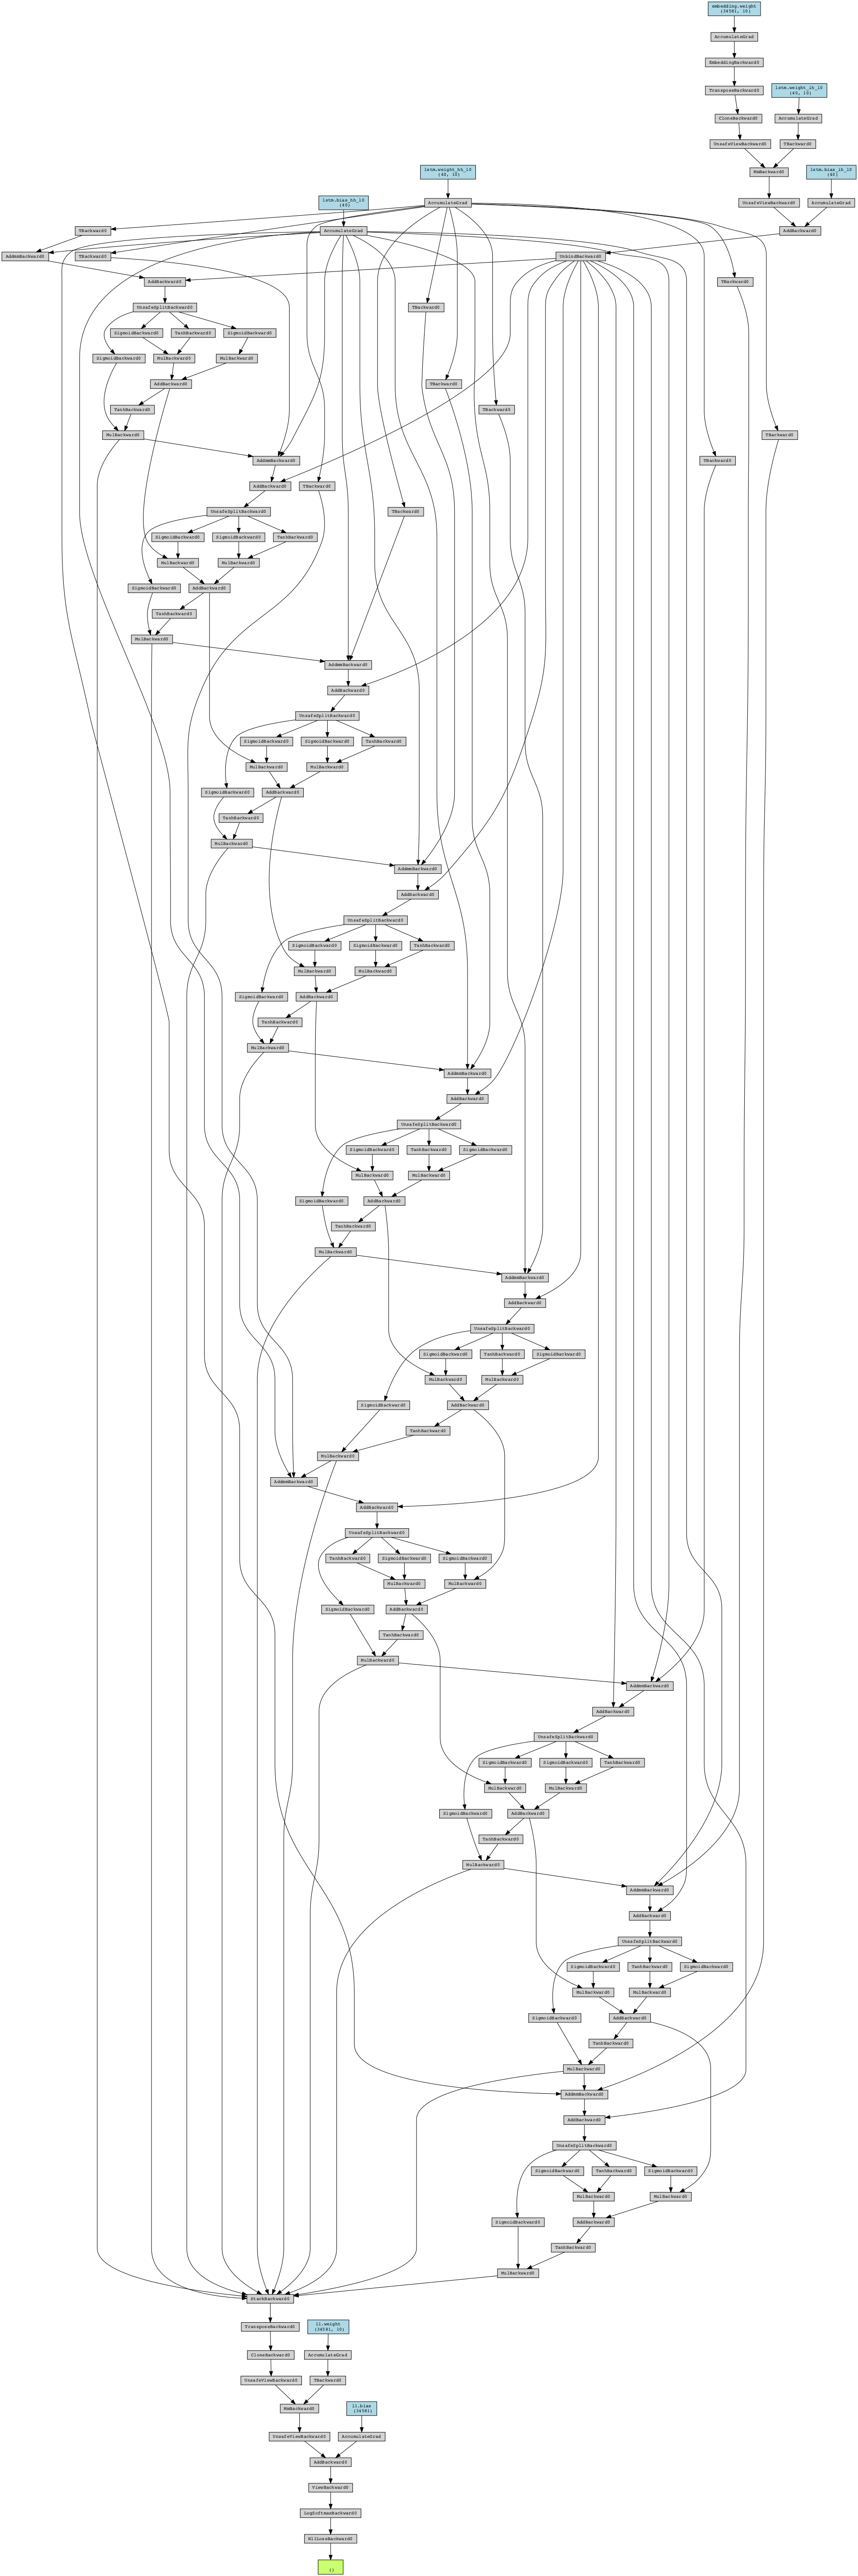 embedding.weight
(34581, 10)
AccumulateGrad
EmbeddingBackward0
TransposeBackward0
lstm.weight_ih_l0
(40, 10)
CloneBackward0
AccumulateGrad
UnsafeViewBackward0
TBackward0
lstm.weight_hh_l0
(40, 10)
MmBackward0
lstm.bias_ih_l0
(40)
lstm.bias_hh_l0
(40)
AccumulateGrad
UnsafeViewBackward0
AccumulateGrad
TBackward0
AccumulateGrad
AddBackward0
AddmmBackward0
TBackward0
UnbindBackward0
AddBackward0
TBackward0
UnsafeSplitBackward0
TBackward0
SigmoidBackward0
TanhBackward0
SigmoidBackward0
SigmoidBackward0
MulBackward0
MulBackward0
AddBackward0
TBackward0
TanhBackward0
TBackward0
MulBackward0
TBackward0
AddmmBackward0
TBackward0
AddBackward0
TBackward0
UnsafeSplitBackward0
TBackward0
SigmoidBackward0
SigmoidBackward0
TanhBackward0
MulBackward0
MulBackward0
SigmoidBackward0
AddBackward0
TanhBackward0
MulBackward0
AddmmBackward0
AddBackward0
UnsafeSplitBackward0
SigmoidBackward0
SigmoidBackward0
TanhBackward0
MulBackward0
MulBackward0
SigmoidBackward0
AddBackward0
TanhBackward0
MulBackward0
AddmmBackward0
AddBackward0
UnsafeSplitBackward0
SigmoidBackward0
SigmoidBackward0
TanhBackward0
MulBackward0
MulBackward0
SigmoidBackward0
AddBackward0
TanhBackward0
MulBackward0
AddmmBackward0
AddBackward0
UnsafeSplitBackward0
SigmoidBackward0
TanhBackward0
SigmoidBackward0
MulBackward0
MulBackward0
SigmoidBackward0
AddBackward0
TanhBackward0
MulBackward0
AddmmBackward0
AddBackward0
UnsafeSplitBackward0
SigmoidBackward0
TanhBackward0
SigmoidBackward0
MulBackward0
MulBackward0
SigmoidBackward0
AddBackward0
TanhBackward0
MulBackward0
AddmmBackward0
AddBackward0
UnsafeSplitBackward0
TanhBackward0
SigmoidBackward0
SigmoidBackward0
MulBackward0
MulBackward0
SigmoidBackward0
AddBackward0
TanhBackward0
MulBackward0
AddmmBackward0
AddBackward0
UnsafeSplitBackward0
SigmoidBackward0
SigmoidBackward0
TanhBackward0
MulBackward0
MulBackward0
SigmoidBackward0
AddBackward0
TanhBackward0
MulBackward0
AddmmBackward0
AddBackward0
UnsafeSplitBackward0
SigmoidBackward0
TanhBackward0
SigmoidBackward0
MulBackward0
MulBackward0
SigmoidBackward0
AddBackward0
TanhBackward0
MulBackward0
AddmmBackward0
AddBackward0
UnsafeSplitBackward0
SigmoidBackward0
TanhBackward0
SigmoidBackward0
MulBackward0
MulBackward0
SigmoidBackward0
AddBackward0
TanhBackward0
MulBackward0
StackBackward0
TransposeBackward0
ll.weight
(34581, 10)
CloneBackward0
AccumulateGrad
UnsafeViewBackward0
TBackward0
MmBackward0
ll.bias
(34581)
UnsafeViewBackward0
AccumulateGrad
AddBackward0
ViewBackward0
LogSoftmaxBackward0
NllLossBackward0
()